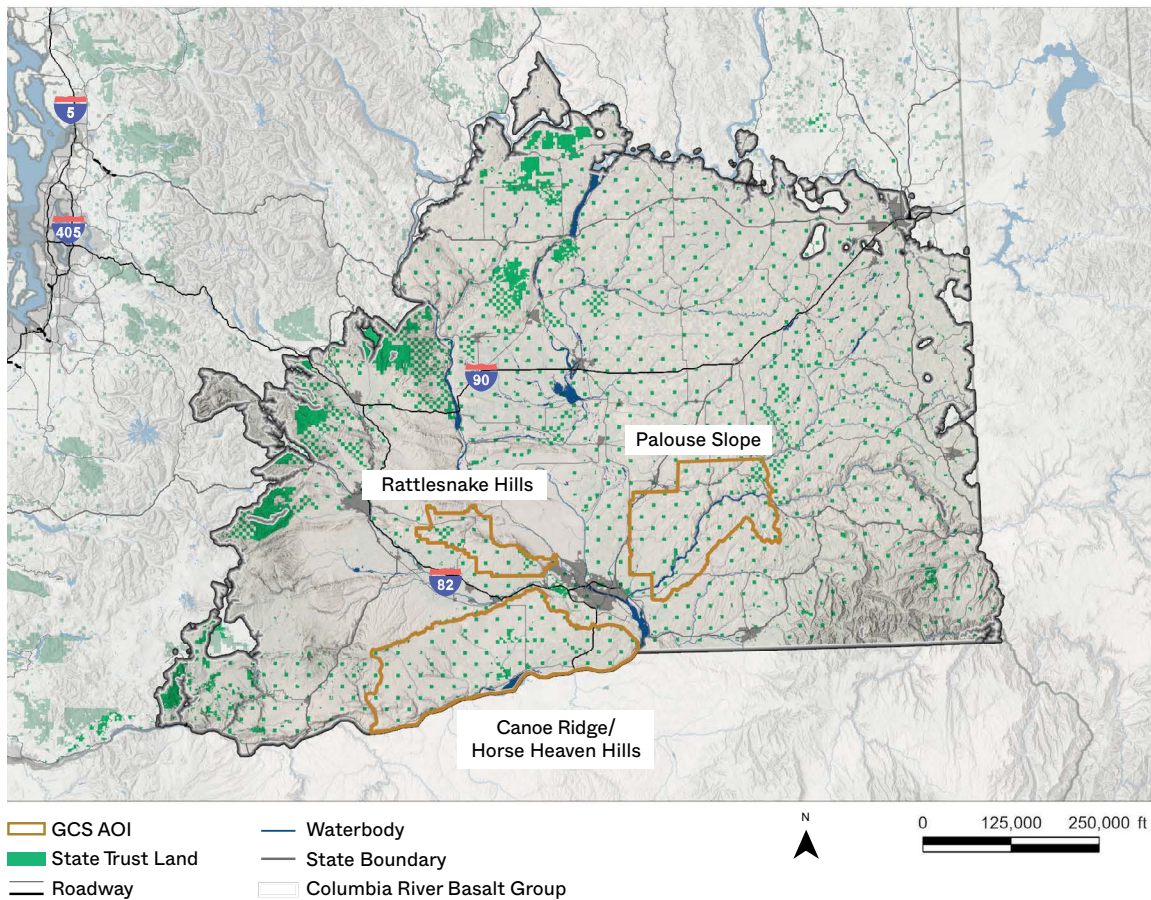 5
405
90
Palouse Slope
Rattlesnake Hills
82
Canoe Ridge/
Horse Heaven Hills
GCS AOI
State Trust Land
Roadway
Waterbody
State Boundary
Columbia River Basalt Group
N
0 125,000 250,000 ft